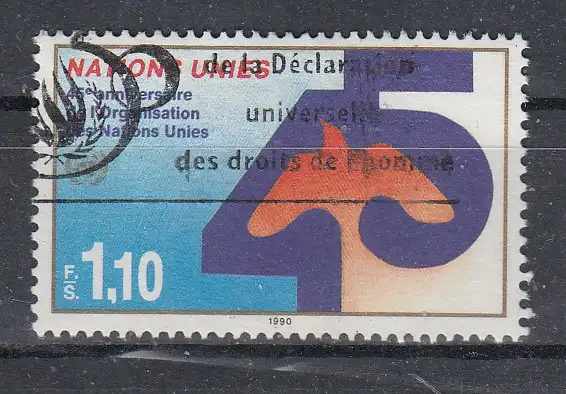 NATIONS UNIES
45e anniversaire
de l'Organisation
des Nations Unies
de la Déclaration
universelle
des droits de l'homme
45
F.S. 1,10
1990